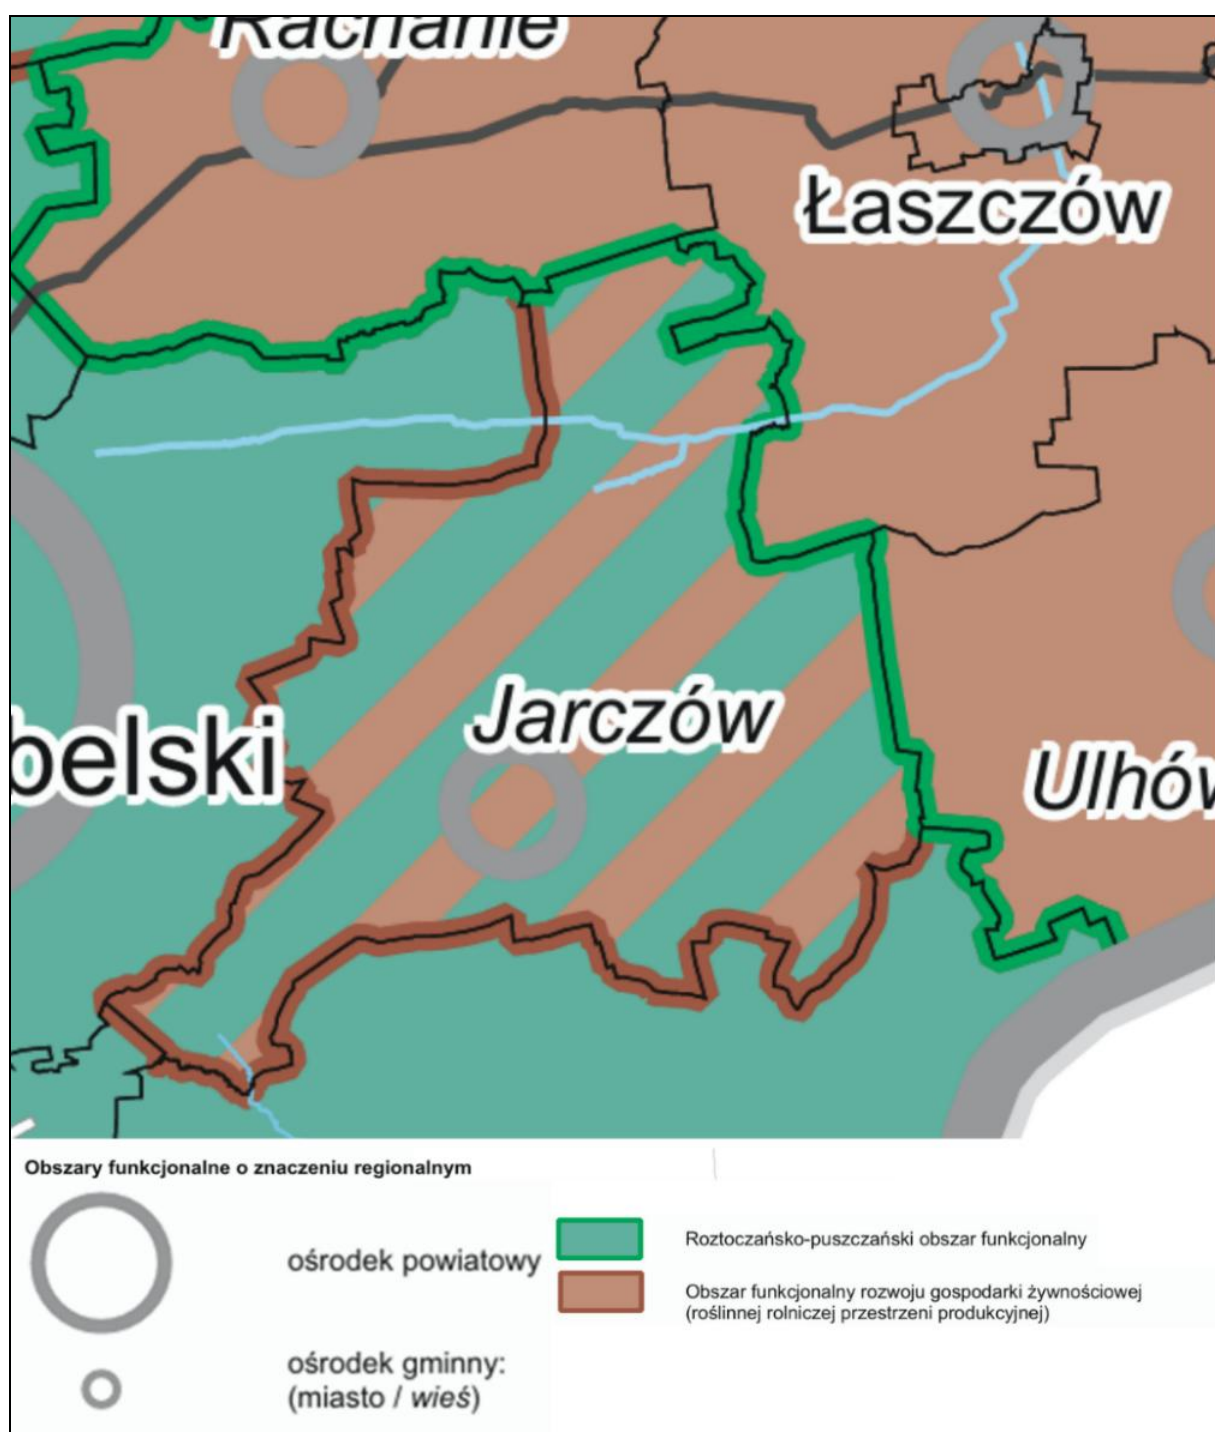 Rachanie
Łaszczów
Jarczów
belski
Ulhów
Obszary funkcjonalne o znaczeniu regionalnym
ośrodek powiatowy
Roztoczańsko-puszczański obszar funkcjonalny
Obszar funkcjonalny rozwoju gospodarki żywnościowej
(roślinnej rolniczej przestrzeni produkcyjnej)
ośrodek gminny:
(miasto / wieś)